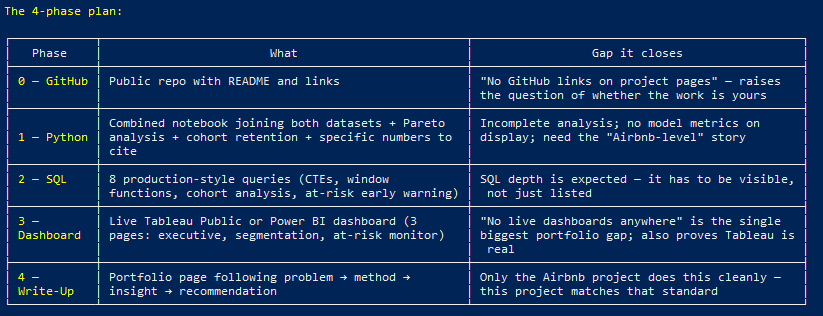 The 4-phase plan:
Phase What Gap it closes
0 — GitHub Public repo with README and links "No GitHub links on project pages" — raises
the question of whether the work is yours
1 — Python Combined notebook joining both datasets + Pareto
analysis + cohort retention + specific numbers to
cite
Incomplete analysis; no model metrics on
display; need the "Airbnb-level" story
2 — SQL 8 production-style queries (CTEs, window
functions, cohort analysis, at-risk early warning)
SQL depth is expected — it has to be visible,
not just listed
3 —
Dashboard
Live Tableau Public or Power BI dashboard (3
pages: executive, segmentation, at-risk monitor)
"No live dashboards anywhere" is the single
biggest portfolio gap; also proves Tableau is
real
4 —
Write-Up
Portfolio page following problem → method →
insight → recommendation
Only the Airbnb project does this cleanly —
this project matches that standard